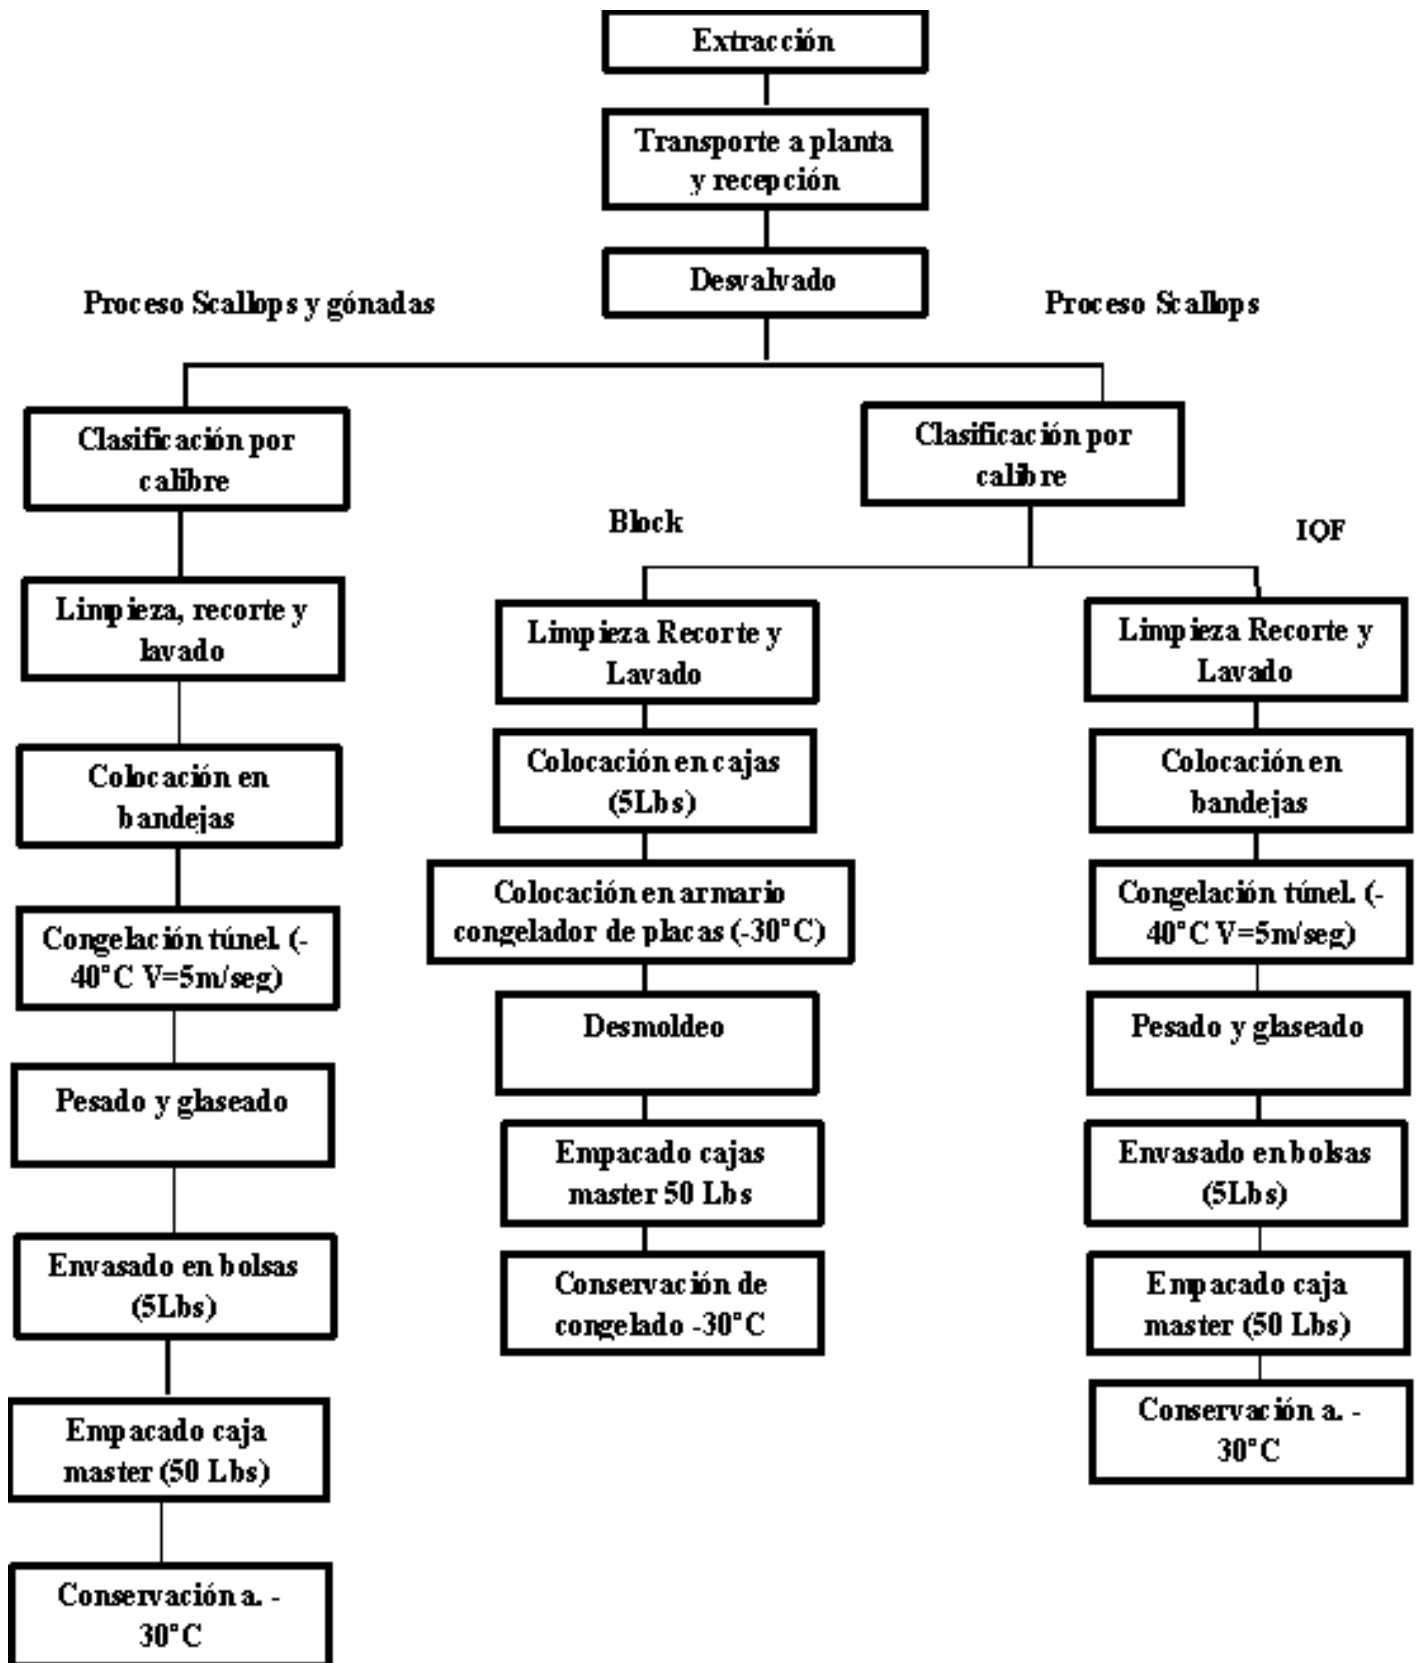 Extracción
Transporte a planta
y recepción
Desvalvado
Proceso Scallops y gónadas
Proceso Scallops
Clasificación por
calibre
Limpieza, recorte y
lavado
Colocación en
bandejas
Congelación túnel. (-
40°C V=5m/seg)
Pesado y glaseado
Envasado en bolsas
(5Lbs)
Empacado caja
master (50 Lbs)
Conservación a. -
30°C
Clasificación por
calibre
Block
IQF
Limpieza Recorte y
Lavado
Colocación en cajas
(5Lbs)
Colocación en armario
congelador de placas (-30°C)
Desmoldeo
Empacado cajas
master 50 Lbs
Conservación de
congelado -30°C
Limpieza Recorte y
Lavado
Colocación en
bandejas
Congelación túnel. (-
40°C V=5m/seg)
Pesado y glaseado
Envasado en bolsas
(5Lbs)
Empacado caja
master (50 Lbs)
Conservación a. -
30°C